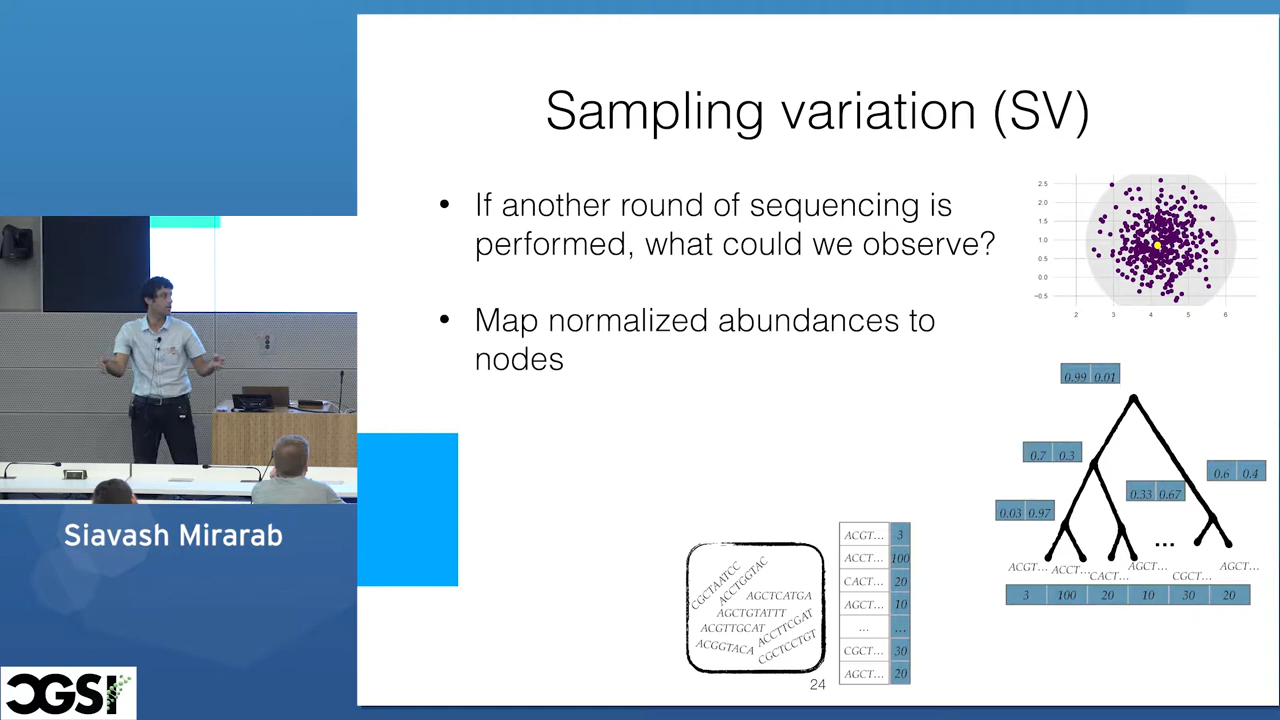 Sampling variation (SV)
• If another round of sequencing is
performed, what could we observe?
• Map normalized abundances to
nodes
2.5
2.0
1.5
1.0
0.5
0.0
−0.5
2 3 4 5 6
0.99 0.01
0.7 0.3
0.6 0.4
0.33 0.67
0.03 0.97
...
ACGT... ACCT... CACT... AGCT... CGCT... AGCT...
3 100 20 10 30 20
CGCTAATCC
ACCTGGTAC
AGCTCATGA
AGCTGTATTT
ACGTTGCAT
ACCTTCGAT
ACGGTACA
CGCTCCTGT
ACGT... 3
ACCT... 100
CACT... 20
AGCT... 10
... ...
CGCT... 30
AGCT... 20
24
Siavash Mirarab
CGSI